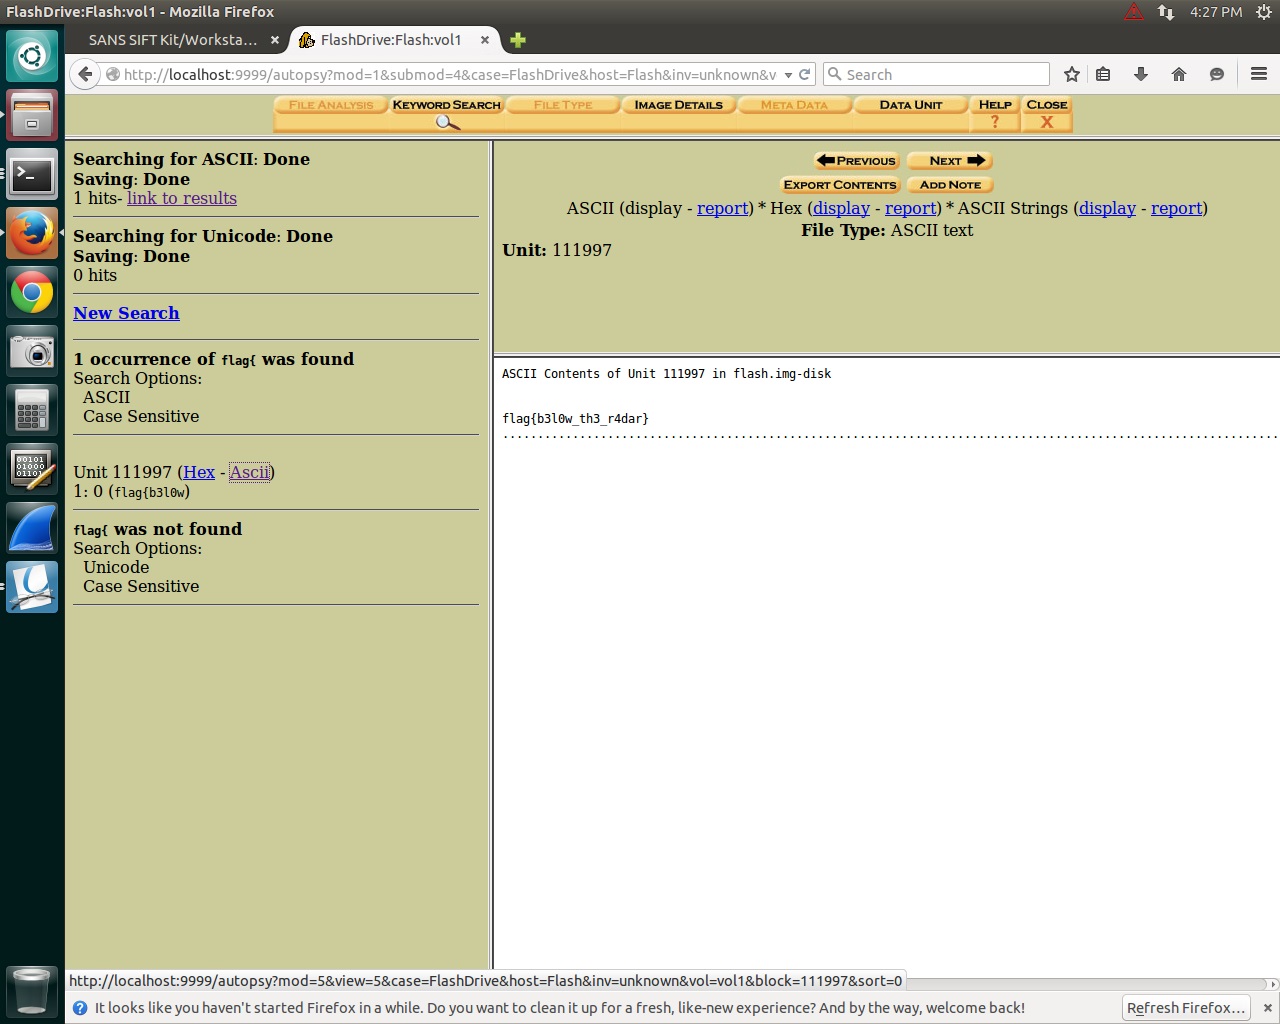 FlashDrive:Flash:vol1 - Mozilla Firefox
4:27 PM
SANS SIFT Kit/Worksta... ×
FlashDrive:Flash:vol1 ×
http://localhost:9999/autopsy?mod=1&submod=4&case=FlashDrive&host=Flash&inv=unknown&v
Search
FILE ANALYSIS KEYWORD SEARCH FILE TYPE IMAGE DETAILS META DATA DATA UNIT HELP CLOSE
? X
Searching for ASCII: Done
Saving: Done
1 hits- link to results
Searching for Unicode: Done
Saving: Done
0 hits
New Search
1 occurrence of flag{ was found
Search Options:
ASCII
Case Sensitive
Unit 111997 (Hex - Ascii)
1: 0 (flag{b3l0w)
flag{ was not found
Search Options:
Unicode
Case Sensitive
PREVIOUS NEXT
EXPORT CONTENTS ADD NOTE
ASCII (display - report) * Hex (display - report) * ASCII Strings (display - report)
File Type: ASCII text
Unit: 111997
ASCII Contents of Unit 111997 in flash.img-disk
flag{b3l0w_th3_r4dar}
...............................................................................................................
http://localhost:9999/autopsy?mod=5&view=5&case=FlashDrive&host=Flash&inv=unknown&vol=vol1&block=111997&sort=0
It looks like you haven't started Firefox in a while. Do you want to clean it up for a fresh, like-new experience? And by the way, welcome back!
Refresh Firefox... ×